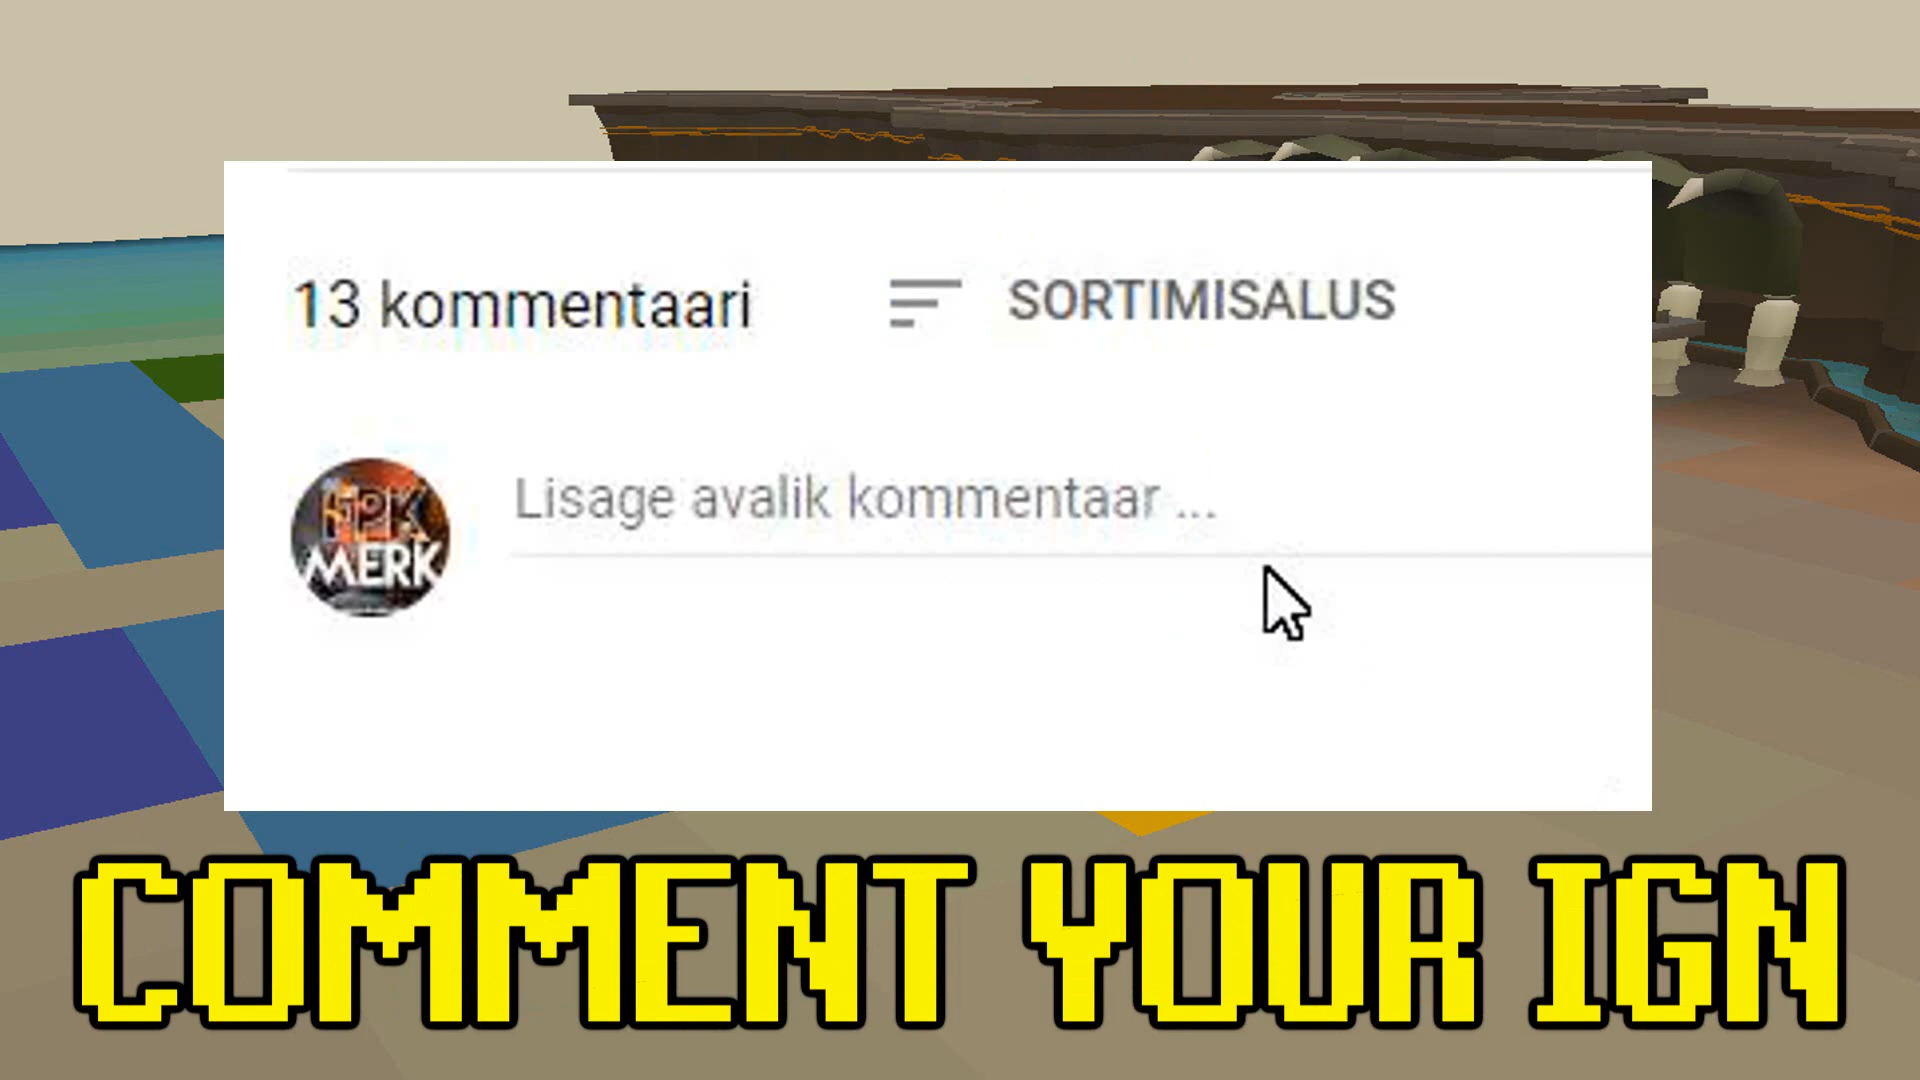 13 kommentaari SORTIMISALUS
Lisage avalik kommentaar ...
MERK
COMMENT YOUR IGN